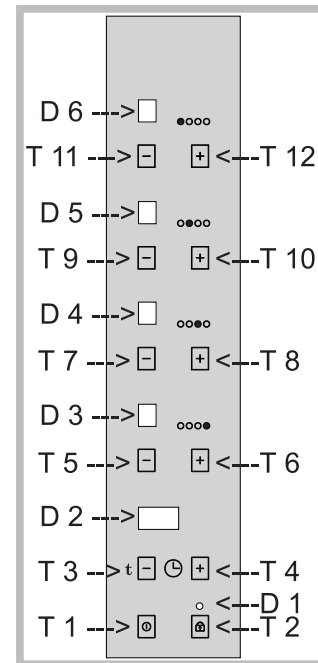 D 6 --->
T 11 ---> - + <---T 12
D 5 --->
T 9 ---> - + <---T 10
D 4 --->
T 7 ---> - + <---T 8
D 3 --->
T 5 ---> - + <---T 6
D 2 --->
T 3 ---> t - + <---T 4
<---D 1
T 1 ---> <---T 2